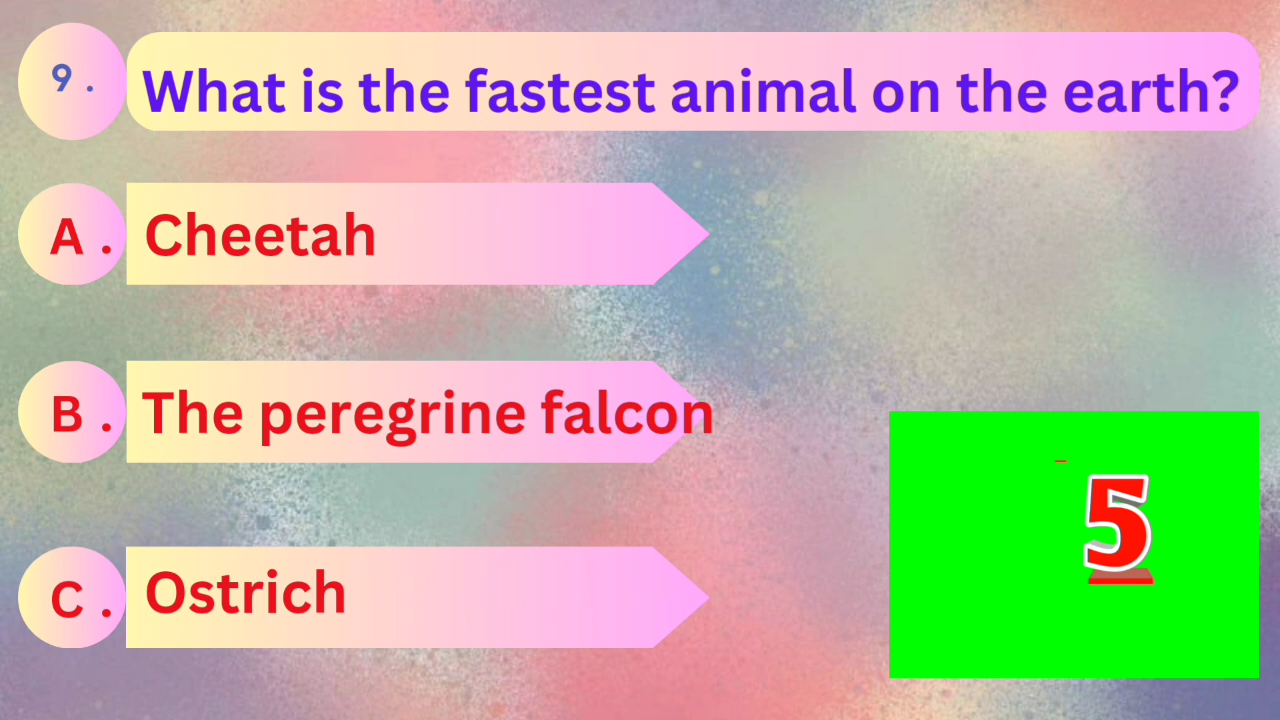 9 . What is the fastest animal on the earth?
A . Cheetah
B . The peregrine falcon
C . Ostrich
5